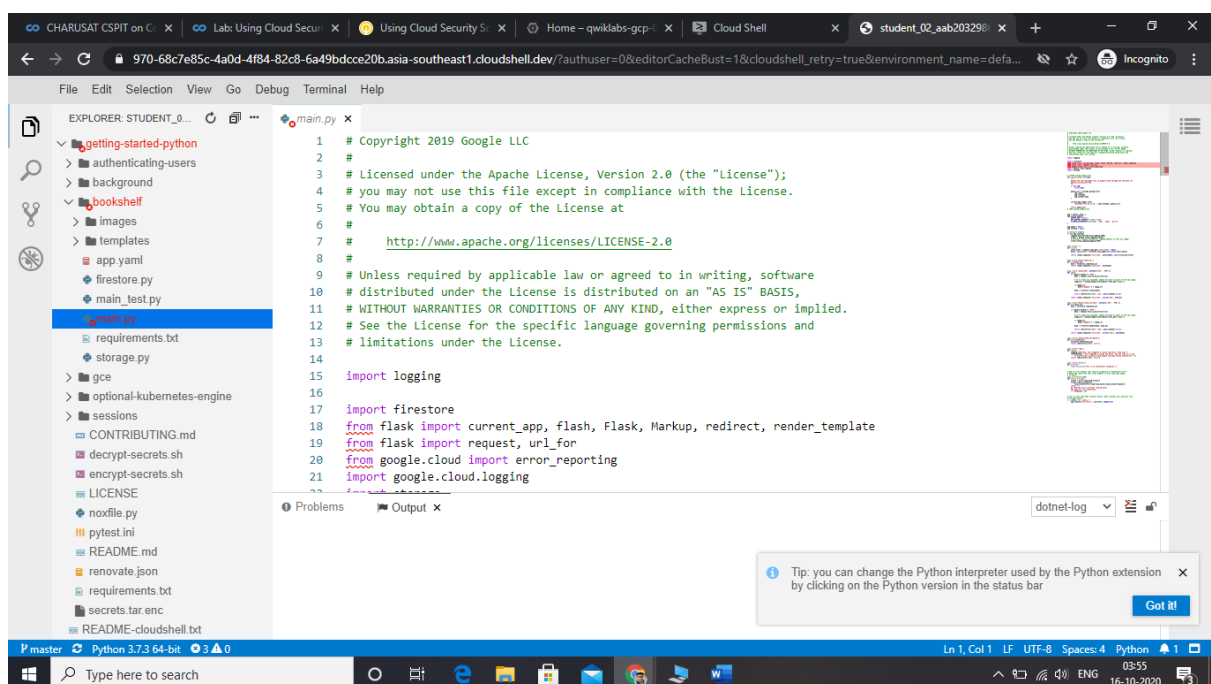 CHARUSAT CSPIT on Co
Lab: Using Cloud Securi
Using Cloud Security Sc
Home – qwiklabs-gcp-
Cloud Shell
student_02_aab203298
970-68c7e85c-4a0d-4f84-82c8-6a49bdcce20b.asia-southeast1.cloudshell.dev/?authuser=0&editorCacheBust=1&cloudshell_retry=true&environment_name=defa...
Incognito
File Edit Selection View Go Debug Terminal Help
EXPLORER: STUDENT_0...
getting-started-python
authenticating-users
background
bookshelf
images
templates
app.yaml
firestore.py
main_test.py
main.py
requirements.txt
storage.py
gce
optional-kubernetes-engine
sessions
CONTRIBUTING.md
decrypt-secrets.sh
encrypt-secrets.sh
LICENSE
noxfile.py
pytest.ini
README.md
renovate.json
requirements.txt
secrets.tar.enc
README-cloudshell.txt
main.py
1 # Copyright 2019 Google LLC
2 #
3 # Licensed under the Apache License, Version 2.0 (the "License");
4 # you may not use this file except in compliance with the License.
5 # You may obtain a copy of the License at
6 #
7 # http://www.apache.org/licenses/LICENSE-2.0
8 #
9 # Unless required by applicable law or agreed to in writing, software
10 # distributed under the License is distributed on an "AS IS" BASIS,
11 # WITHOUT WARRANTIES OR CONDITIONS OF ANY KIND, either express or implied.
12 # See the License for the specific language governing permissions and
13 # limitations under the License.
14
15 import logging
16
17 import firestore
18 from flask import current_app, flash, Flask, Markup, redirect, render_template
19 from flask import request, url_for
20 from google.cloud import error_reporting
21 import google.cloud.logging
Problems Output
dotnet-log
Tip: you can change the Python interpreter used by the Python extension
by clicking on the Python version in the status bar
Got it!
master Python 3.7.3 64-bit 3 0
Ln 1, Col 1 LF UTF-8 Spaces: 4 Python 1
Type here to search
ENG
03:55
16-10-2020
3